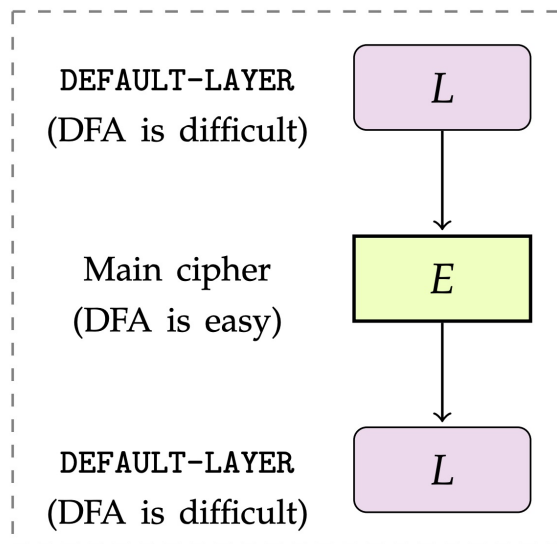 DEFAULT-LAYER
(DFA is difficult)
L
Main cipher
(DFA is easy)
E
DEFAULT-LAYER
(DFA is difficult)
L